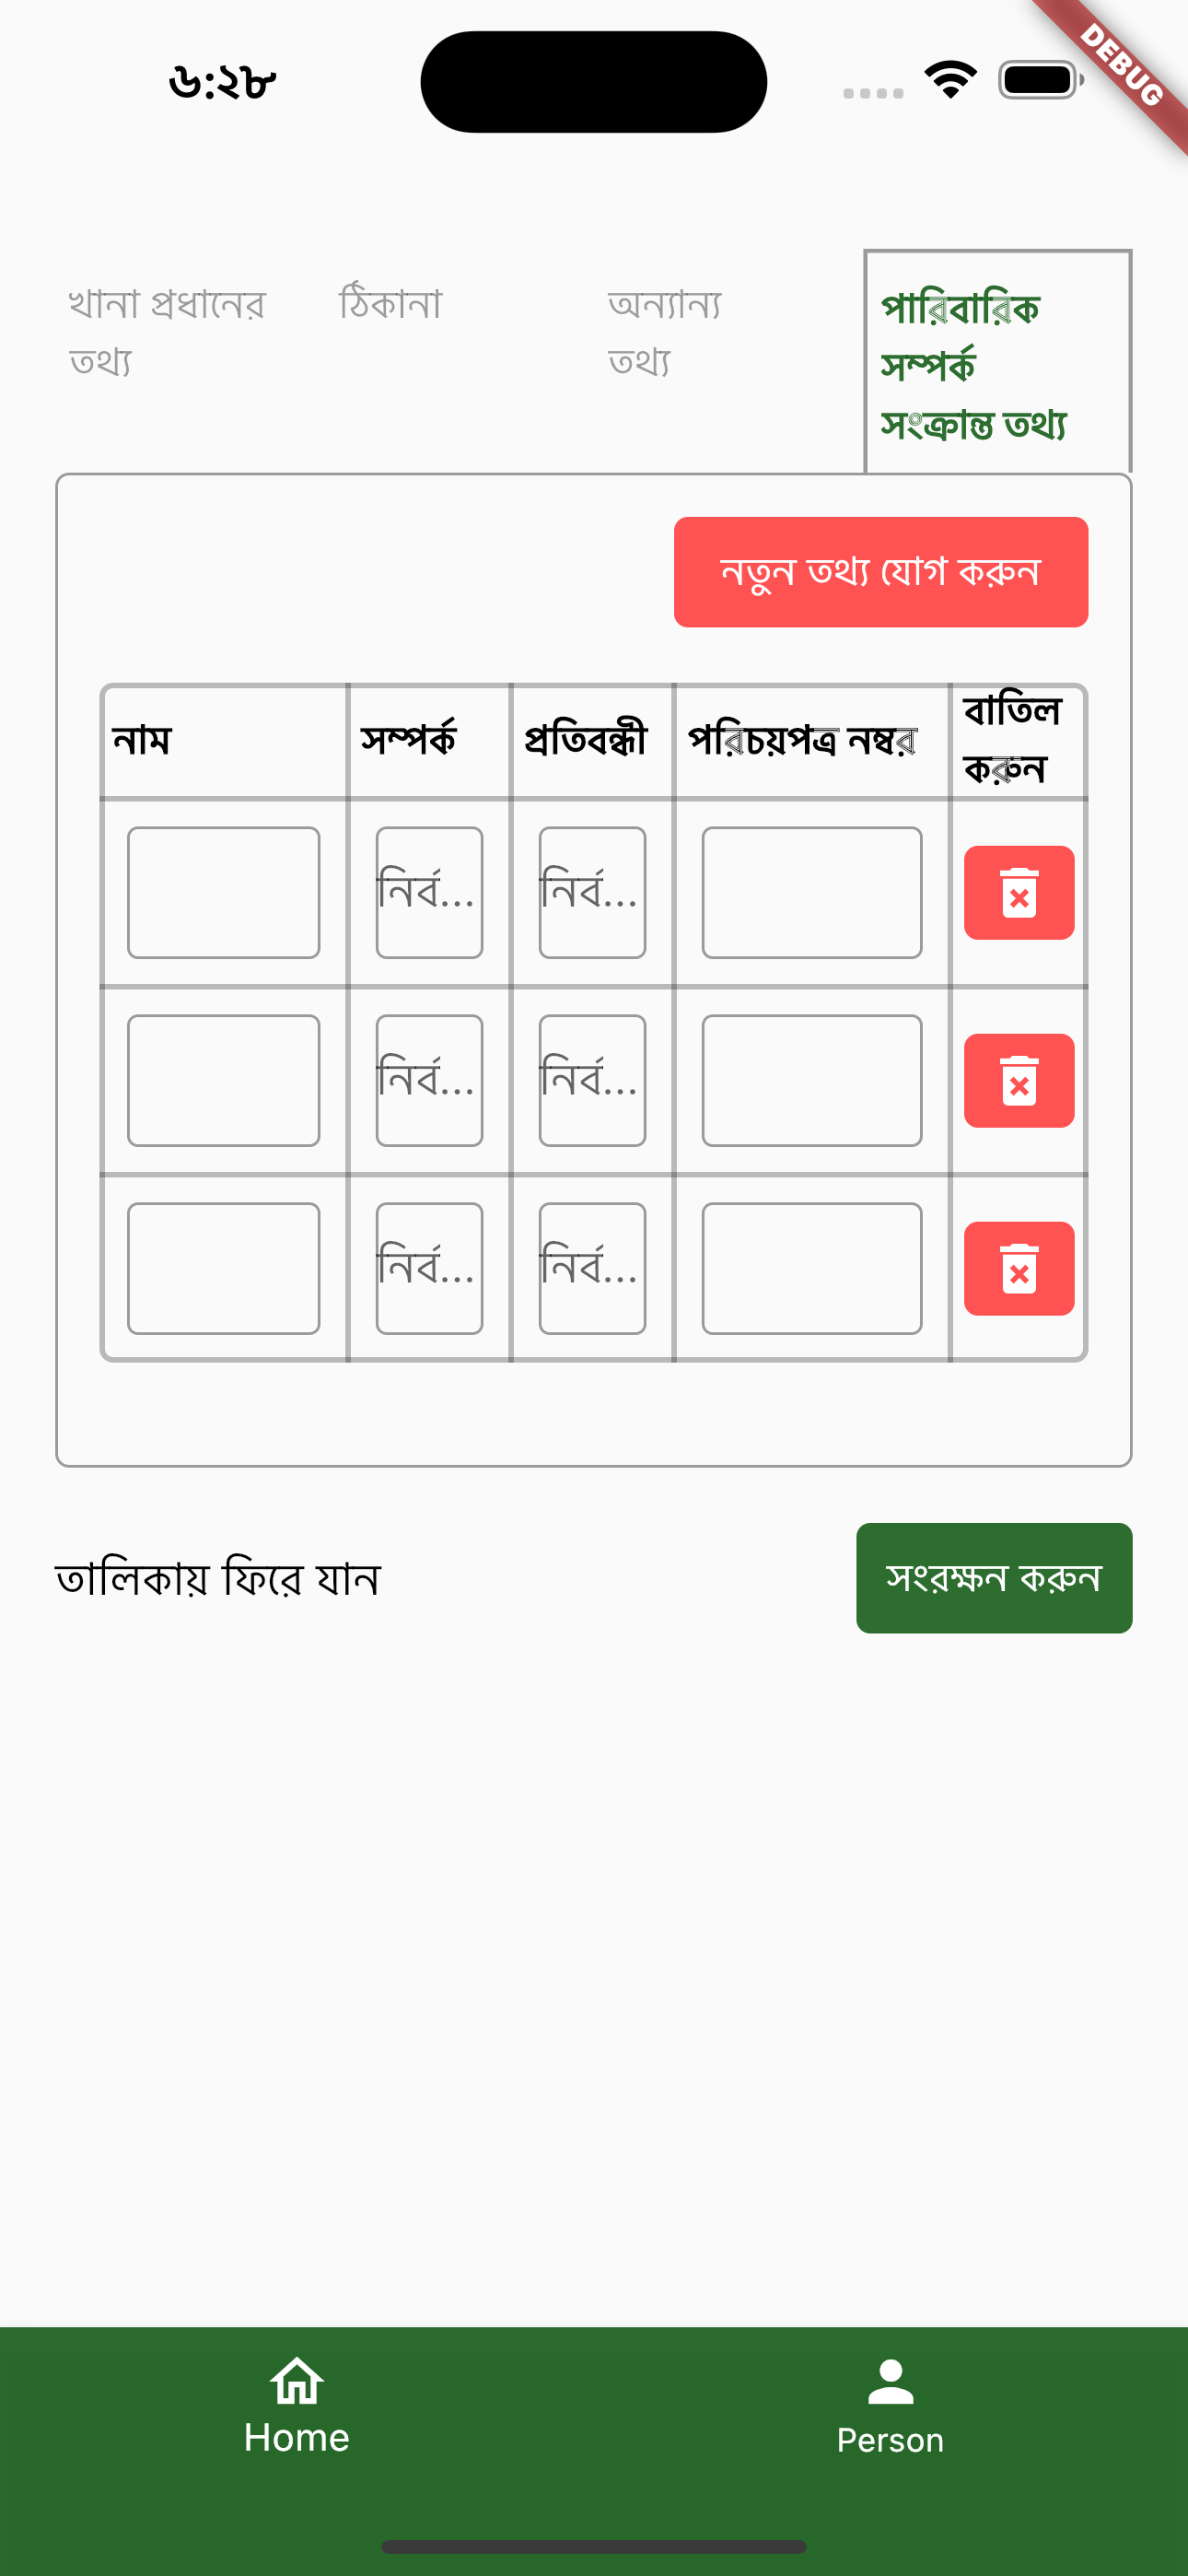 ৬:২৮
DEBUG
খানা প্রধানের
তথ্য
ঠিকানা
অন্যান্য
তথ্য
পারিবারিক
সম্পর্ক
সংক্রান্ত তথ্য
নতুন তথ্য যোগ করুন
নাম সম্পর্ক প্রতিবন্ধী পরিচয়পত্র নম্বর বাতিল
করুন
নির্ব... নির্ব...
নির্ব... নির্ব...
নির্ব... নির্ব...
তালিকায় ফিরে যান সংরক্ষন করুন
Home Person